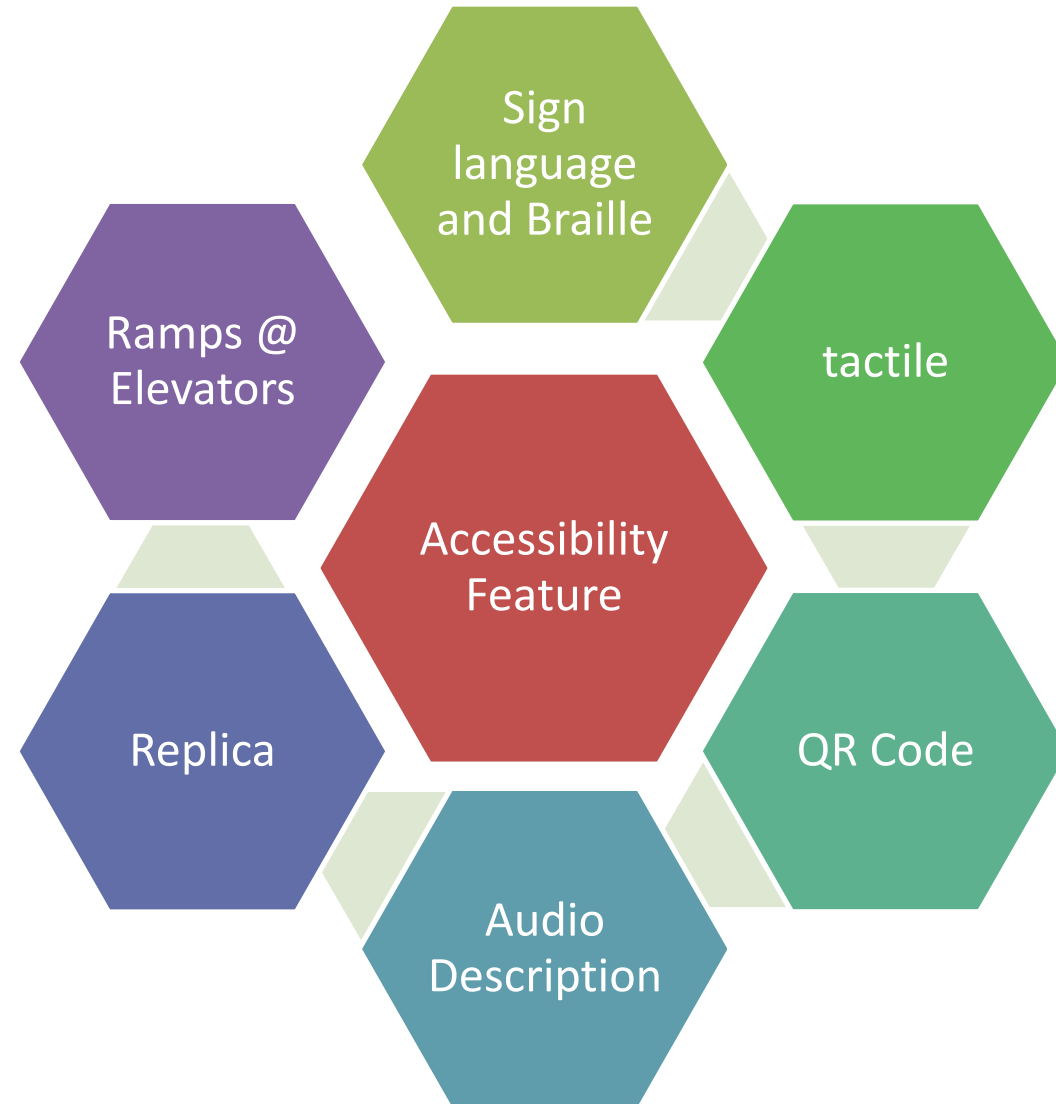 Sign
language
and Braille
tactile
QR Code
Audio
Description
Replica
Ramps @
Elevators
Accessibility
Feature